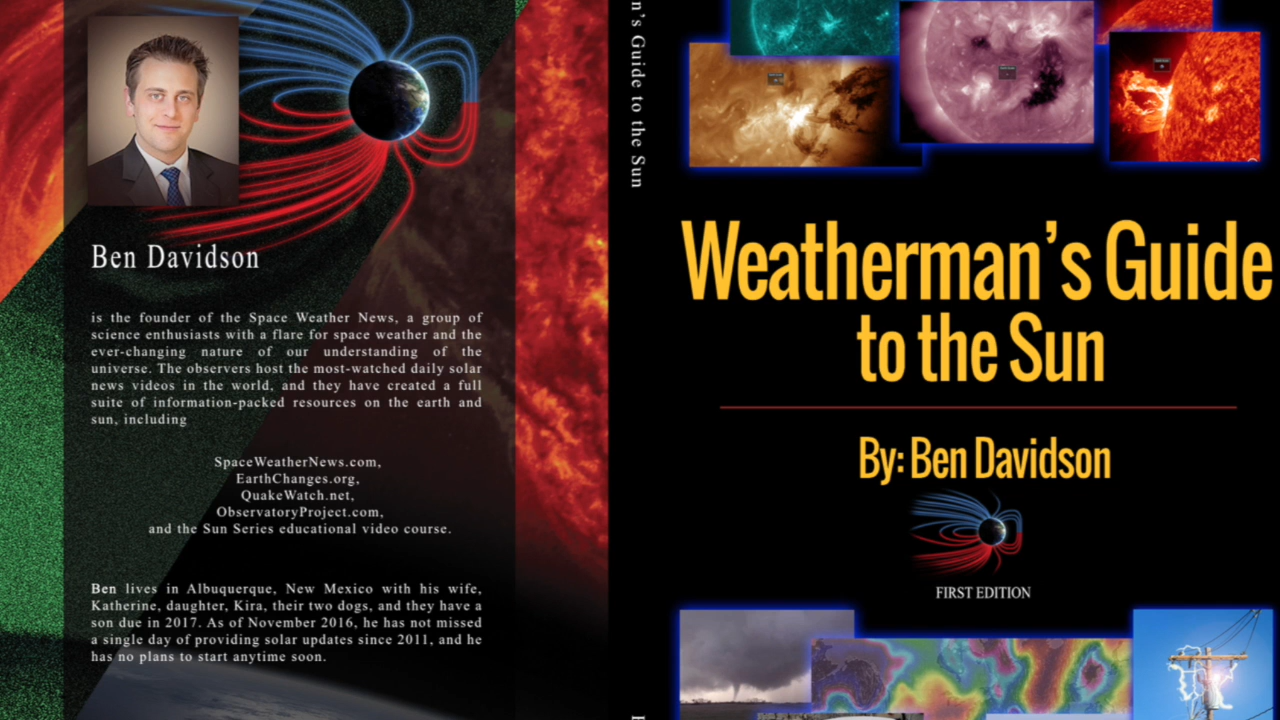 Ben Davidson
is the founder of the Space Weather News, a group of
science enthusiasts with a flare for space weather and the
ever-changing nature of our understanding of the
universe. The observers host the most-watched daily solar
news videos in the world, and they have created a full
suite of information-packed resources on the earth and
sun, including
SpaceWeatherNews.com,
EarthChanges.org,
QuakeWatch.net,
ObservatoryProject.com,
and the Sun Series educational video course.
Ben lives in Albuquerque, New Mexico with his wife,
Katherine, daughter, Kira, their two dogs, and they have a
son due in 2017. As of November 2016, he has not missed
a single day of providing solar updates since 2011, and he
has no plans to start anytime soon.
n's Guide to the Sun
Weatherman's Guide
to the Sun
By: Ben Davidson
FIRST EDITION